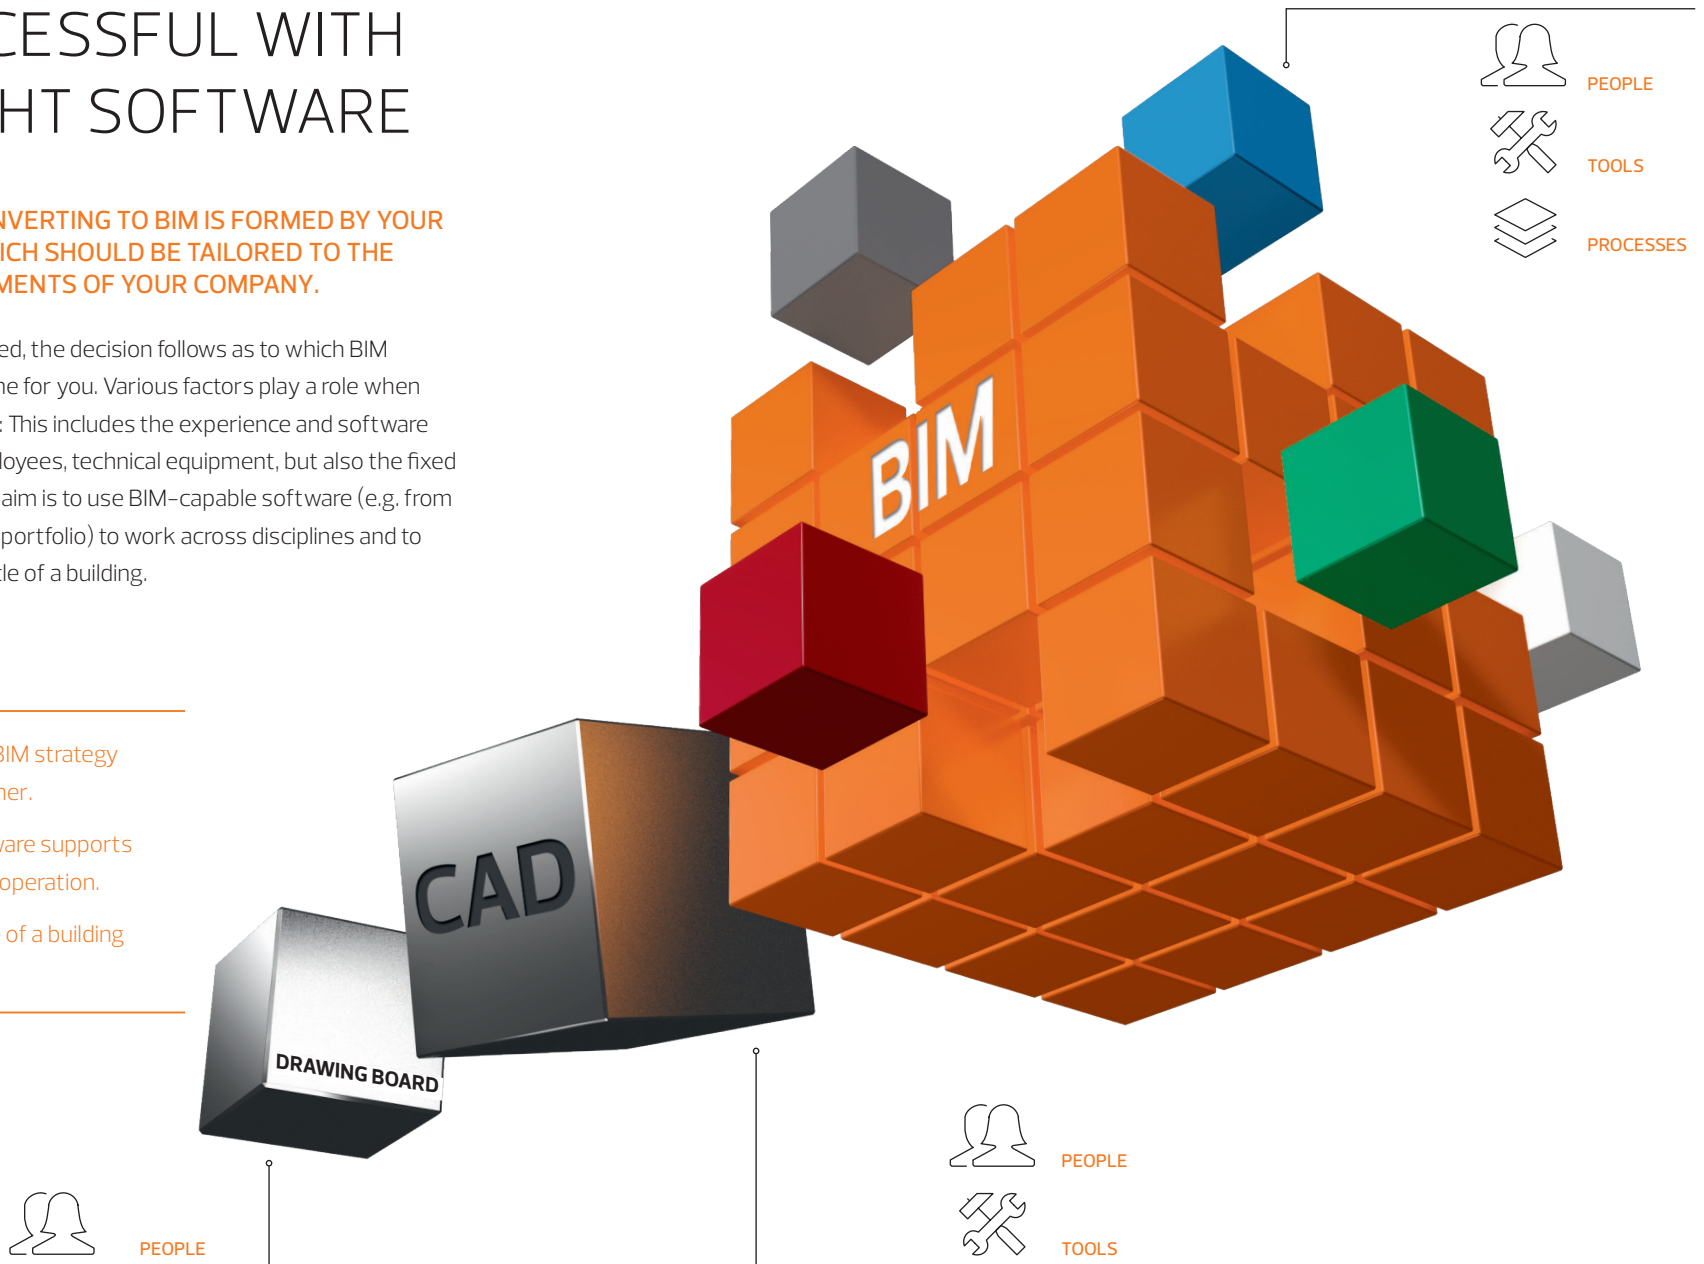 CESSFUL WITH
HT SOFTWARE
NVERTING TO BIM IS FORMED BY YOUR
ICH SHOULD BE TAILORED TO THE
MENTS OF YOUR COMPANY.
ed, the decision follows as to which BIM
ne for you. Various factors play a role when
: This includes the experience and software
loyees, technical equipment, but also the fixed
aim is to use BIM-capable software (e.g. from
portfolio) to work across disciplines and to
cle of a building.
BIM strategy
ner.
ware supports
operation.
of a building
PEOPLE
TOOLS
PROCESSES
BIM
CAD
DRAWING BOARD
PEOPLE
TOOLS
PEOPLE